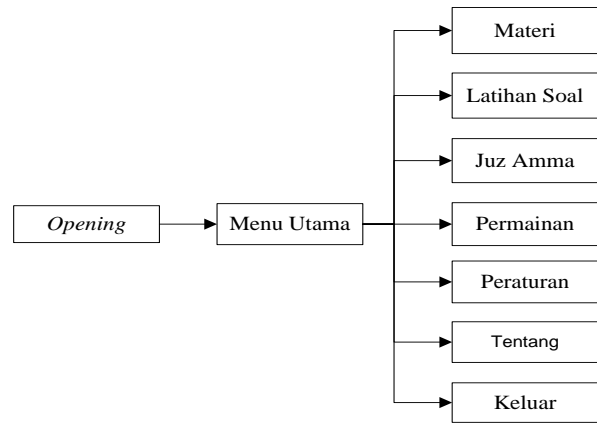 Materi
Latihan Soal
Juz Amma
Opening
Menu Utama
Permainan
Peraturan
Tentang
Keluar